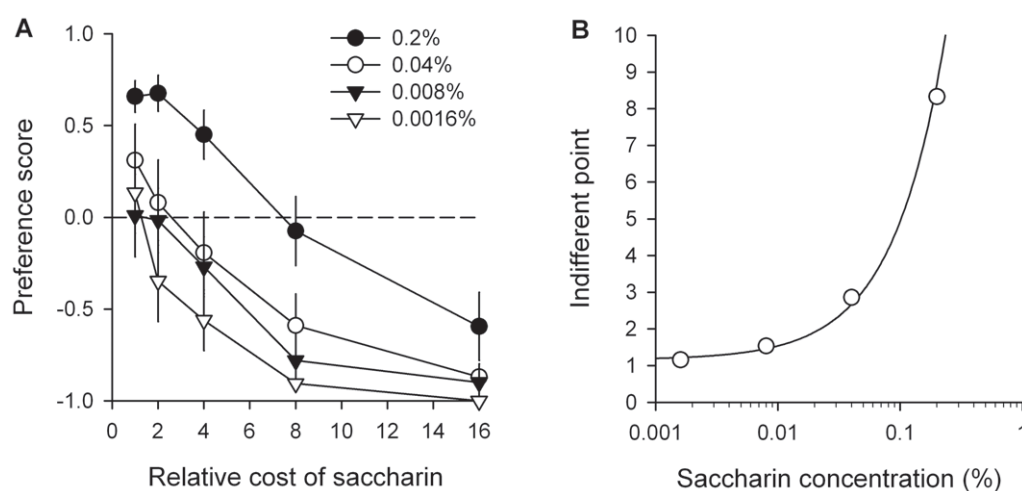 A
1.0
0.5
0.0
-0.5
-1.0
Preference score
0.2%
0.04%
0.008%
0.0016%
0 2 4 6 8 10 12 14 16
Relative cost of saccharin
B
10
9
8
7
6
5
4
3
2
1
0
Indifferent point
0.001 0.01 0.1 1
Saccharin concentration (%)